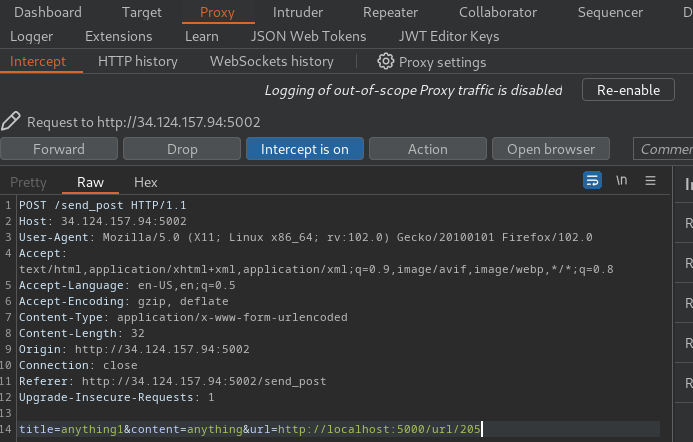 Dashboard Target Proxy Intruder Repeater Collaborator Sequencer D
Logger Extensions Learn JSON Web Tokens JWT Editor Keys
Intercept HTTP history WebSockets history Proxy settings
Logging of out-of-scope Proxy traffic is disabled Re-enable
Request to http://34.124.157.94:5002
Forward Drop Intercept is on Action Open browser Commen
Pretty Raw Hex \n In
1 POST /send_post HTTP/1.1
2 Host: 34.124.157.94:5002
3 User-Agent: Mozilla/5.0 (X11; Linux x86_64; rv:102.0) Gecko/20100101 Firefox/102.0
4 Accept:
text/html,application/xhtml+xml,application/xml;q=0.9,image/avif,image/webp,*/*;q=0.8
5 Accept-Language: en-US,en;q=0.5
6 Accept-Encoding: gzip, deflate
7 Content-Type: application/x-www-form-urlencoded
8 Content-Length: 32
9 Origin: http://34.124.157.94:5002
10 Connection: close
11 Referer: http://34.124.157.94:5002/send_post
12 Upgrade-Insecure-Requests: 1
13
14 title=anything1&content=anything&url=http://localhost:5000/url/205
R
R
R
R
R